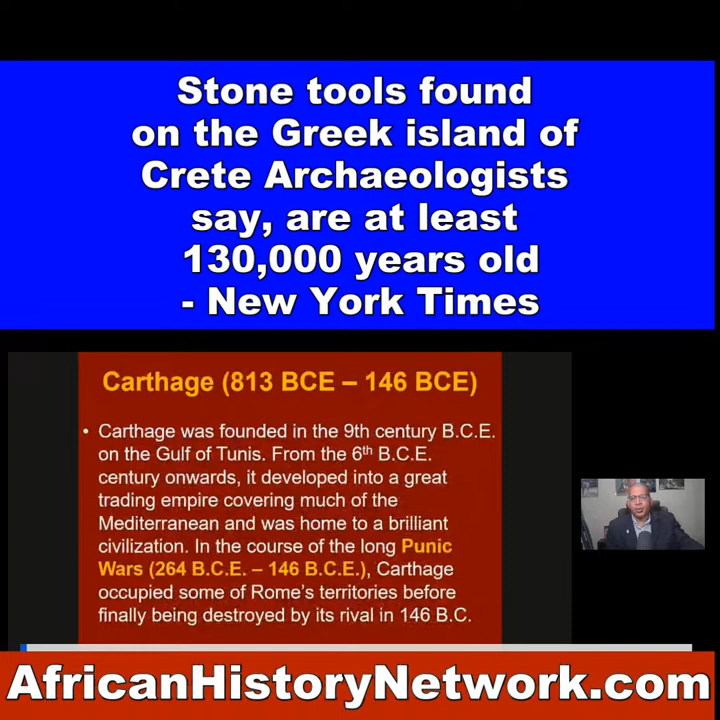 Stone tools found
on the Greek island of
Crete Archaeologists
say, are at least
130,000 years old
- New York Times
Carthage (813 BCE – 146 BCE)
• Carthage was founded in the 9th century B.C.E.
on the Gulf of Tunis. From the 6th B.C.E.
century onwards, it developed into a great
trading empire covering much of the
Mediterranean and was home to a brilliant
civilization. In the course of the long Punic
Wars (264 B.C.E. – 146 B.C.E.), Carthage
occupied some of Rome's territories before
finally being destroyed by its rival in 146 B.C.
AfricanHistoryNetwork.com